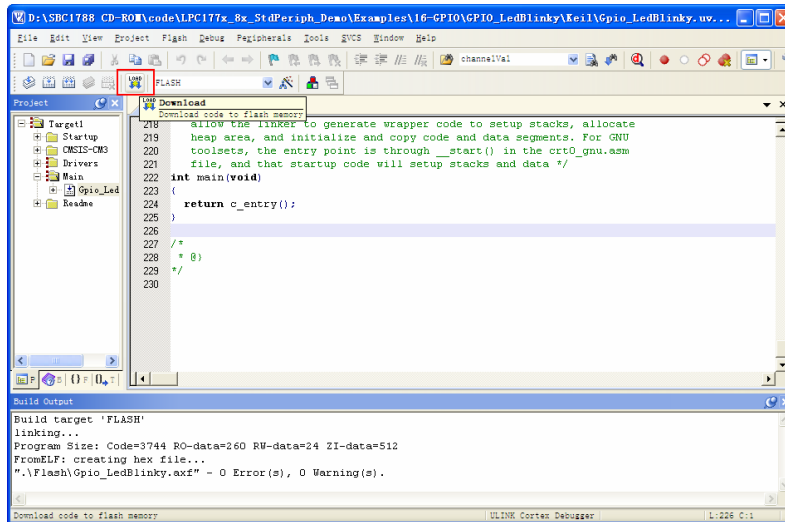 D:\SBC1788 CD-ROM\code\LPC177x_8x_StdPeriph_Demo\Examples\16-GPIO\GPIO_LedBlinky\Keil\Gpio_LedBlinky.uv...
File Edit View Project Flash Debug Peripherals Tools SVCS Window Help
channelVal
LOAD FLASH
Project
LOAD Download
Download code to flash memory
Target1
Startup
CMSIS-CM3
Drivers
Main
Gpio_Led
Readme
218 allow the linker to generate wrapper code to setup stacks, allocate
219 heap area, and initialize and copy code and data segments. For GNU
220 toolsets, the entry point is through __start() in the crt0_gnu.asm
221 file, and that startup code will setup stacks and data */
222 int main(void)
223 {
224 return c_entry();
225 }
226
227 /*
228 * @}
229 */
230
P B {} F 0 T
Build Output
Build target 'FLASH'
linking...
Program Size: Code=3744 RO-data=260 RW-data=24 ZI-data=512
FromELF: creating hex file...
".\Flash\Gpio_LedBlinky.axf" - 0 Error(s), 0 Warning(s).
Download code to flash memory ULINK Cortex Debugger L:226 C:1